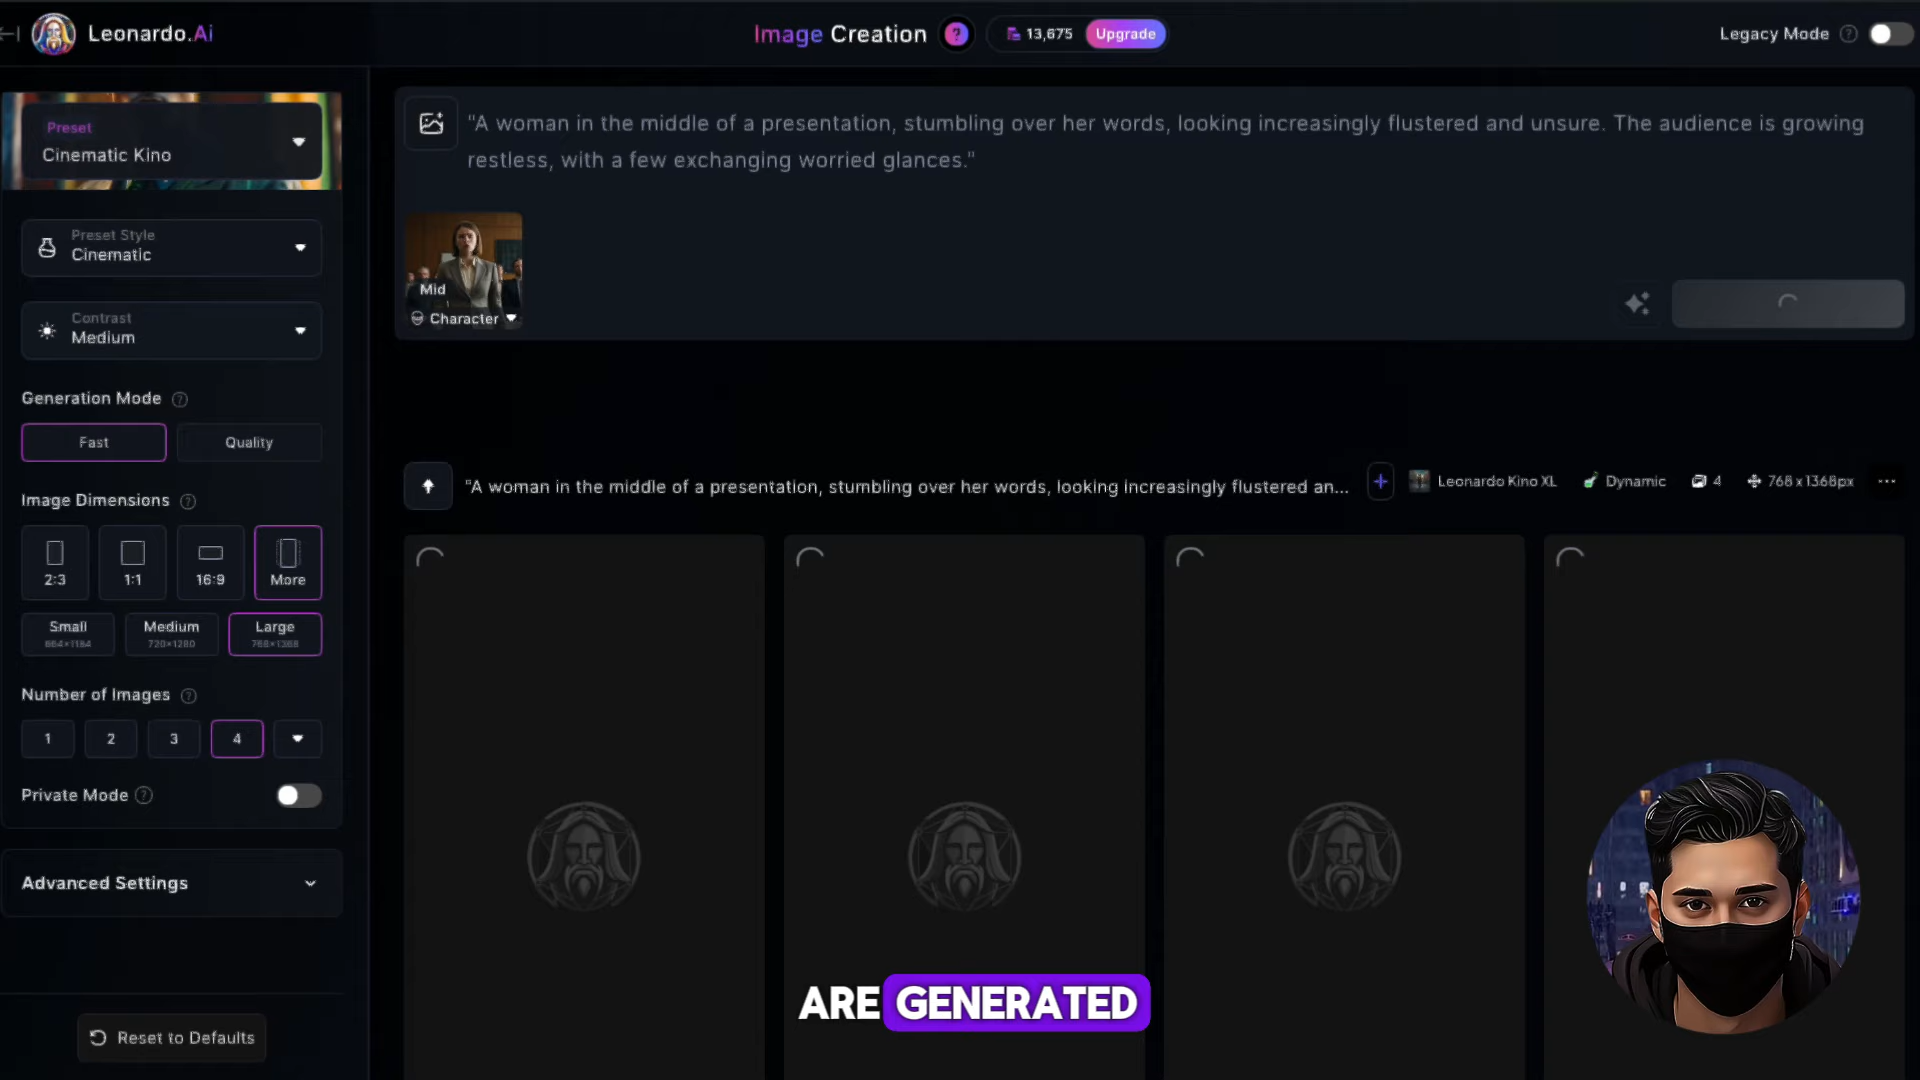 Leonardo.Ai
Image Creation
?
13,675
Upgrade
Legacy Mode ?
Preset
Cinematic Kino
Preset Style
Cinematic
Contrast
Medium
Generation Mode ?
Fast
Quality
Image Dimensions ?
2:3
1:1
16:9
More
Small
664×1184
Medium
720×1280
Large
768×1368
Number of Images ?
1
2
3
4
Private Mode ?
Advanced Settings
Reset to Defaults
"A woman in the middle of a presentation, stumbling over her words, looking increasingly flustered and unsure. The audience is growing
restless, with a few exchanging worried glances."
Mid
Character
"A woman in the middle of a presentation, stumbling over her words, looking increasingly flustered an...
Leonardo Kino XL
Dynamic
4
768 x 1368px
ARE GENERATED